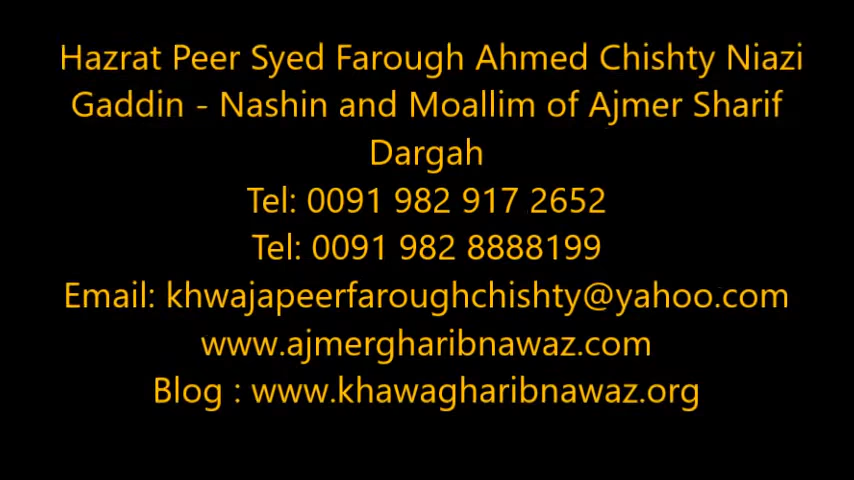 Hazrat Peer Syed Farough Ahmed Chishty Niazi
Gaddin - Nashin and Moallim of Ajmer Sharif
Dargah
Tel: 0091 982 917 2652
Tel: 0091 982 8888199
Email: khwajapeerfaroughchishty@yahoo.com
www.ajmergharibnawaz.com
Blog : www.khawagharibnawaz.org